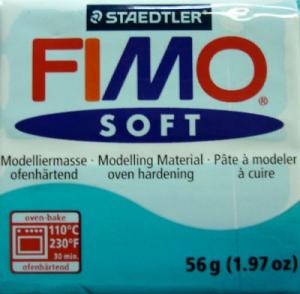 STAEDTLER
FIMO®
SOFT
Modelliermasse · Modelling Material · Pâte à modeler
ofenhärtend oven hardening à cuire
oven-bake
110°C
230°F
30 min.
ofenhärtend
56 g (1.97 oz)